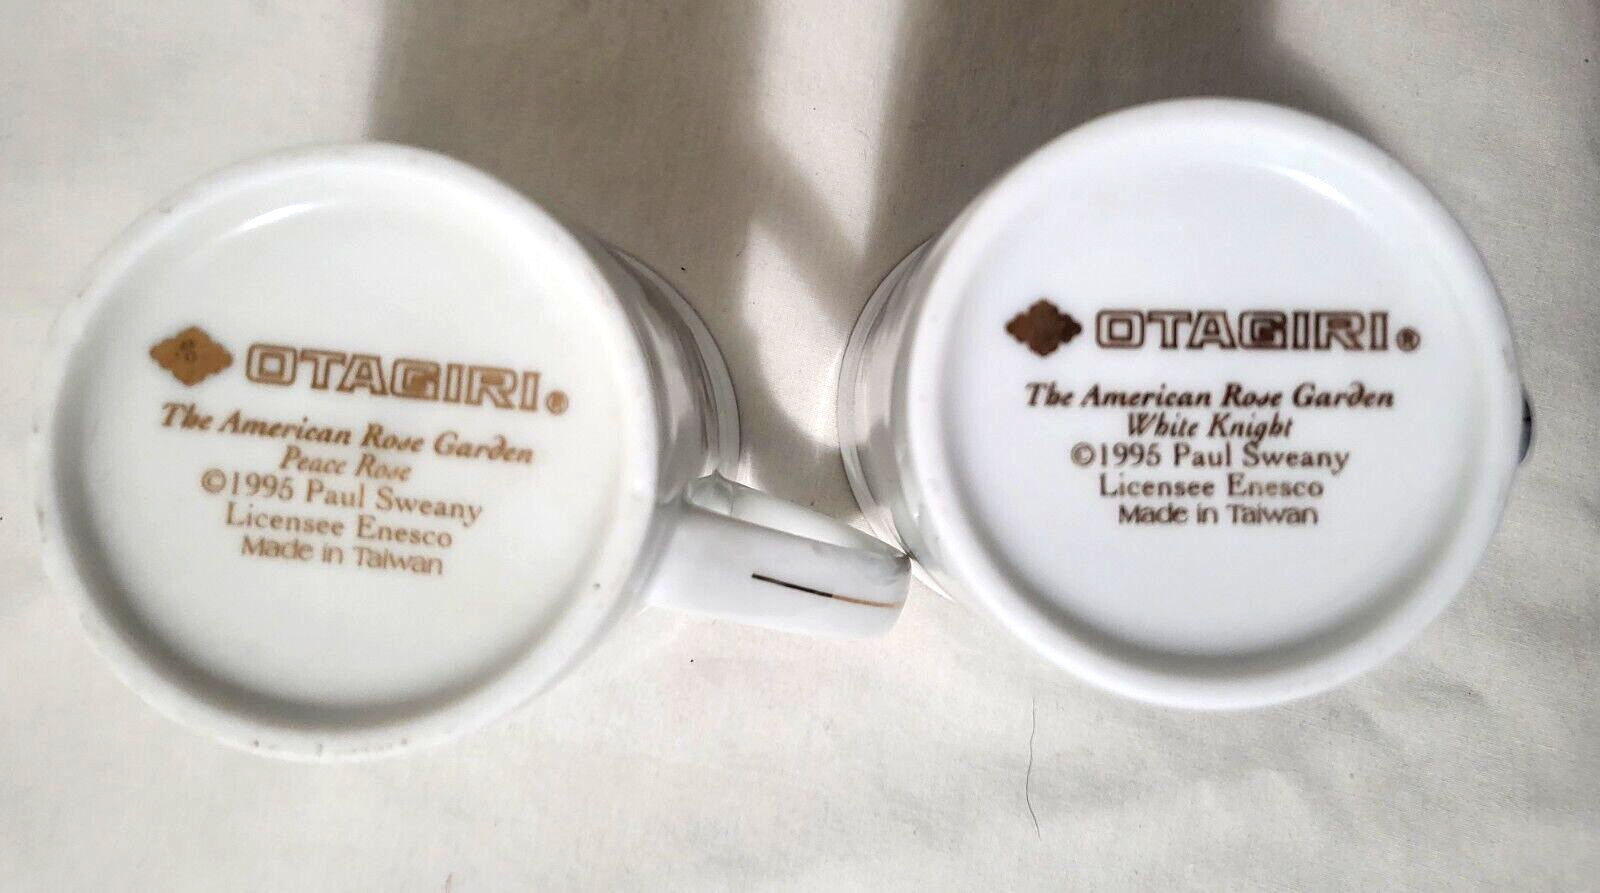 OTAGIRI®
The American Rose Garden
Peace Rose
©1995 Paul Sweany
Licensee Enesco
Made in Taiwan
OTAGIRI®
The American Rose Garden
White Knight
©1995 Paul Sweany
Licensee Enesco
Made in Taiwan